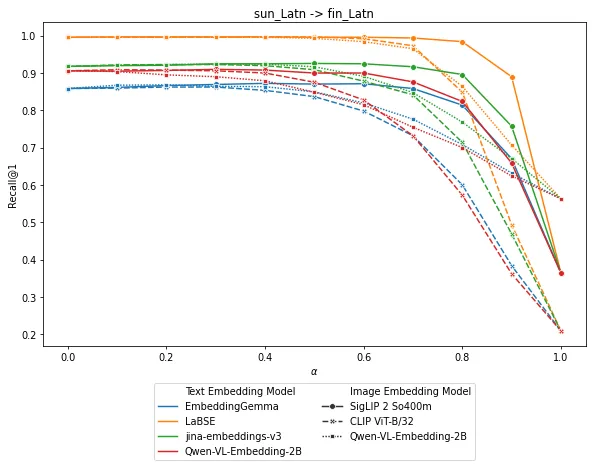 sun_Latn -> fin_Latn
1.0
0.9
0.8
0.7
0.6
0.5
0.4
0.3
0.2
Recall@1
0.0 0.2 0.4 0.6 0.8 1.0
α
Text Embedding Model Image Embedding Model
EmbeddingGemma SigLIP 2 So400m
LaBSE CLIP ViT-B/32
jina-embeddings-v3 Qwen-VL-Embedding-2B
Qwen-VL-Embedding-2B